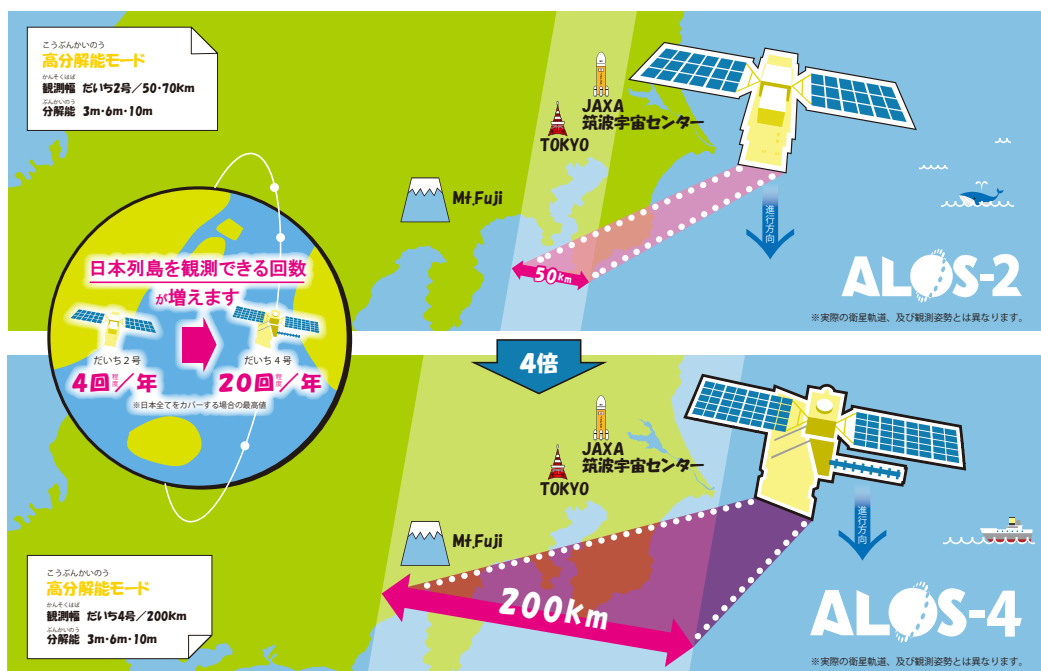 こうぶんかいのう
高分解能モード
かんそくはば
観測幅 だいち2号／50・70km
ぶんかいのう
分解能 3m・6m・10m
JAXA
筑波宇宙センター
TOKYO
Mt.Fuji
50Km
進行方向
ALOS-2
※実際の衛星軌道、及び観測姿勢とは異なります。
日本列島を観測できる回数
が増えます
だいち2号
だいち4号
4回程度／年
20回程度／年
※日本全てをカバーする場合の最高値
4倍
JAXA
筑波宇宙センター
TOKYO
Mt.Fuji
200Km
進行方向
こうぶんかいのう
高分解能モード
かんそくはば
観測幅 だいち4号／200km
ぶんかいのう
分解能 3m・6m・10m
ALOS-4
※実際の衛星軌道、及び観測姿勢とは異なります。